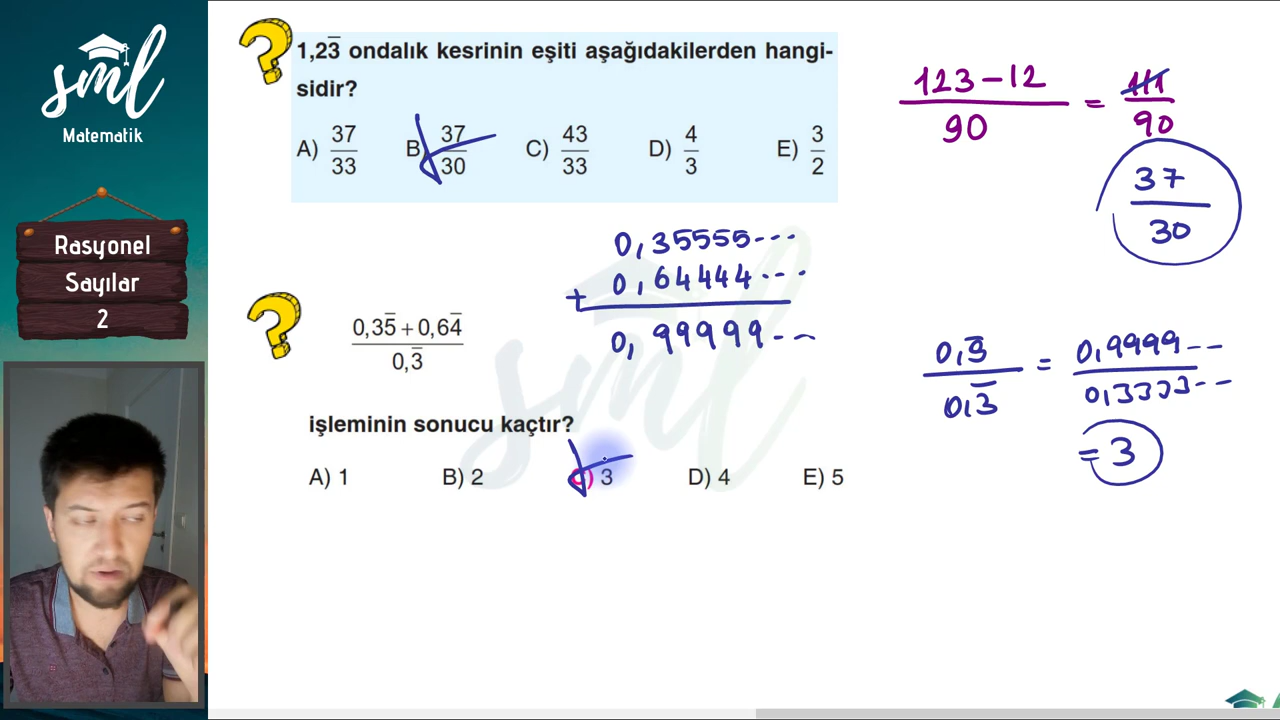 sml
Matematik
Rasyonel
Sayılar
2
1,23̅ ondalık kesrinin eşiti aşağıdakilerden hangi-
sidir?
A) 37/33 B) 37/30 C) 43/33 D) 4/3 E) 3/2
123-12/90 = 111/90
37/30
0,35555...
+ 0,64444...
0,99999...
0,35̅ + 0,64̅
0,3̅
işleminin sonucu kaçtır?
A) 1 B) 2 C) 3 D) 4 E) 5
0,9̅/0,3̅ = 0,9999.../0,3333...
= 3